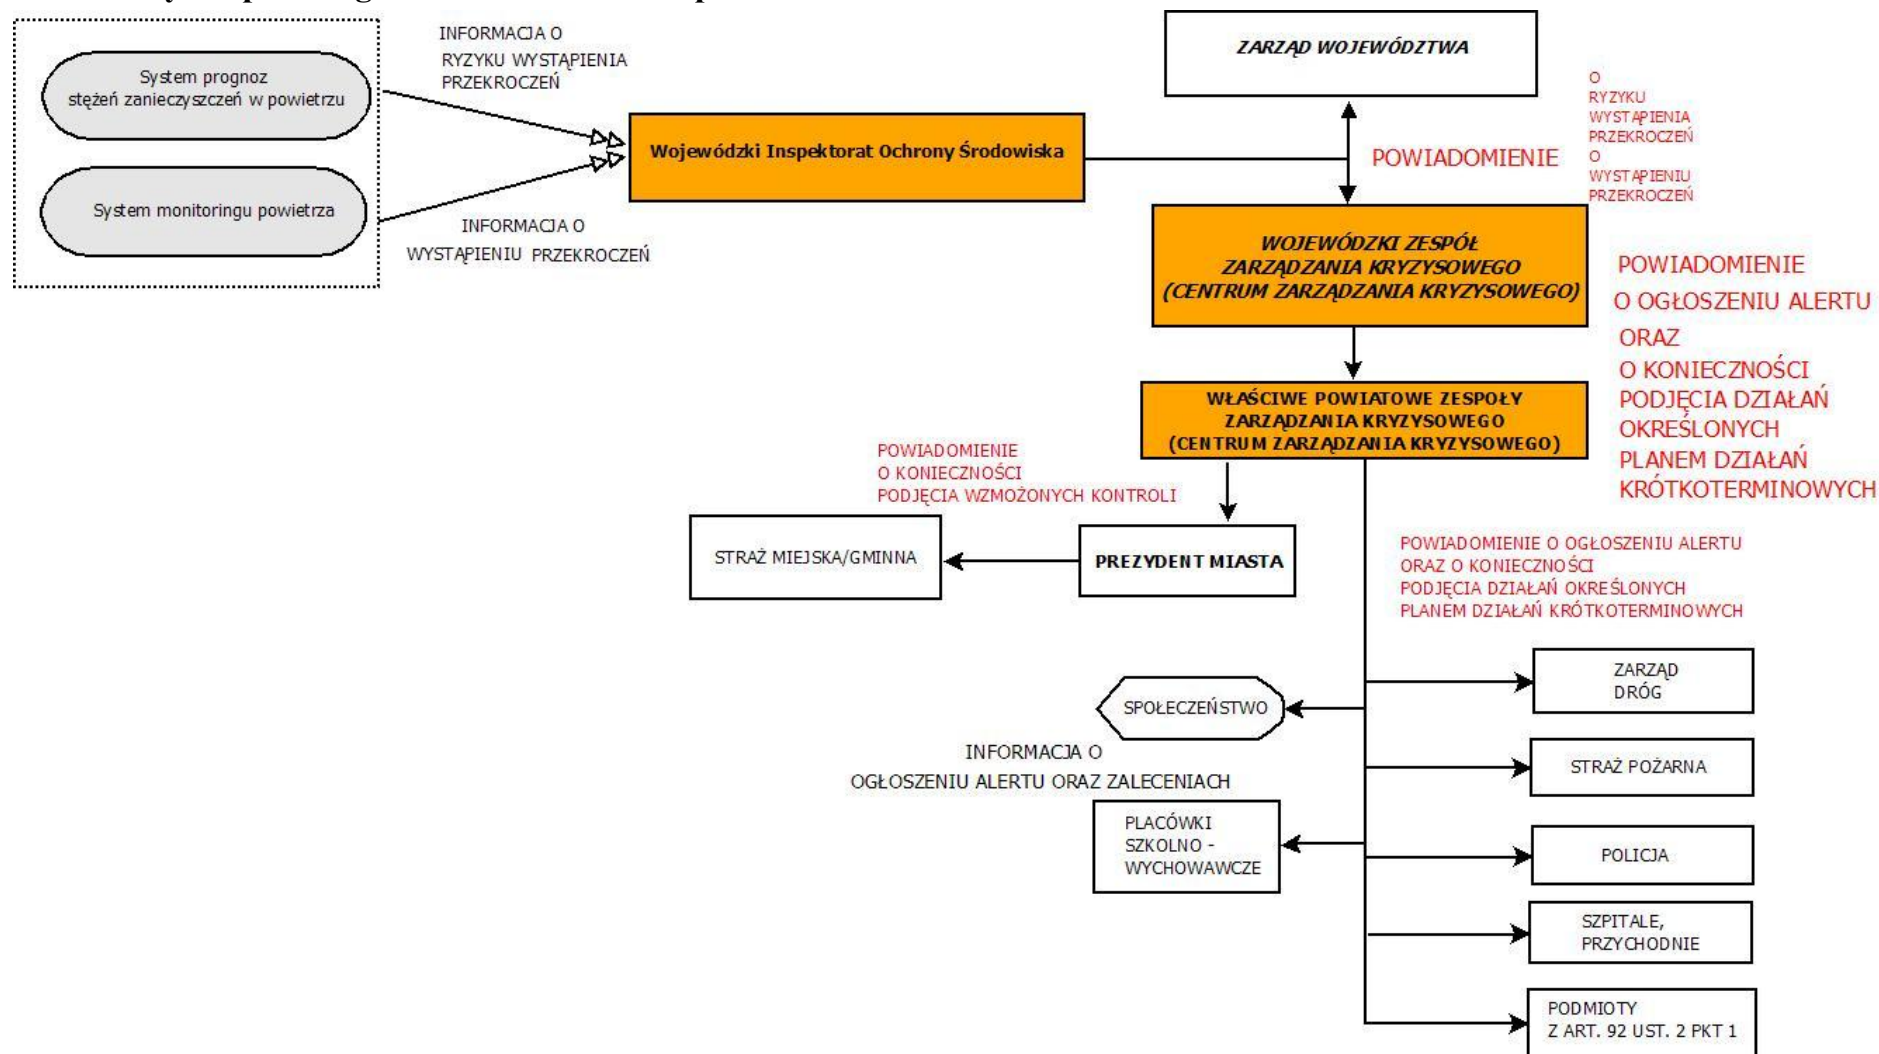 System prognoz
stężeń zanieczyszczeń w powietrzu
System monitoringu powietrza
INFORMACJA O
RYZYKU WYSTĄPIENIA
PRZEKROCZEŃ
INFORMACJA O
WYSTĄPIENIU PRZEKROCZEŃ
Wojewódzki Inspektorat Ochrony Środowiska
ZARZĄD WOJEWÓDZTWA
POWIADOMIENIE
O
RYZYKU
WYSTĄPIENIA
PRZEKROCZEŃ
O
WYSTĄPIENIU
PRZEKROCZEŃ
WOJEWÓDZKI ZESPÓŁ
ZARZĄDZANIA KRYZYSOWEGO
(CENTRUM ZARZĄDZANIA KRYZYSOWEGO)
POWIADOMIENIE
O OGŁOSZENIU ALERTU
ORAZ
O KONIECZNOŚCI
PODJĘCIA DZIAŁAŃ
OKREŚLONYCH
PLANEM DZIAŁAŃ
KRÓTKOTERMINOWYCH
WŁAŚCIWE POWIATOWE ZESPOŁY
ZARZĄDZANIA KRYZYSOWEGO
(CENTRUM ZARZĄDZANIA KRYZYSOWEGO)
POWIADOMIENIE
O KONIECZNOŚCI
PODJĘCIA WZMOŻONYCH KONTROLI
STRAŻ MIEJSKA/GMINNA
PREZYDENT MIASTA
POWIADOMIENIE O OGŁOSZENIU ALERTU
ORAZ O KONIECZNOŚCI
PODJĘCIA DZIAŁAŃ OKREŚLONYCH
PLANEM DZIAŁAŃ KRÓTKOTERMINOWYCH
SPOŁECZEŃSTWO
INFORMACJA O
OGŁOSZENIU ALERTU ORAZ ZALECENIACH
PLACÓWKI
SZKOLNO -
WYCHOWAWCZE
ZARZĄD
DRÓG
STRAŻ POŻARNA
POLICJA
SZPITALE,
PRZYCHODNIE
PODMIOTY
Z ART. 92 UST. 2 PKT 1